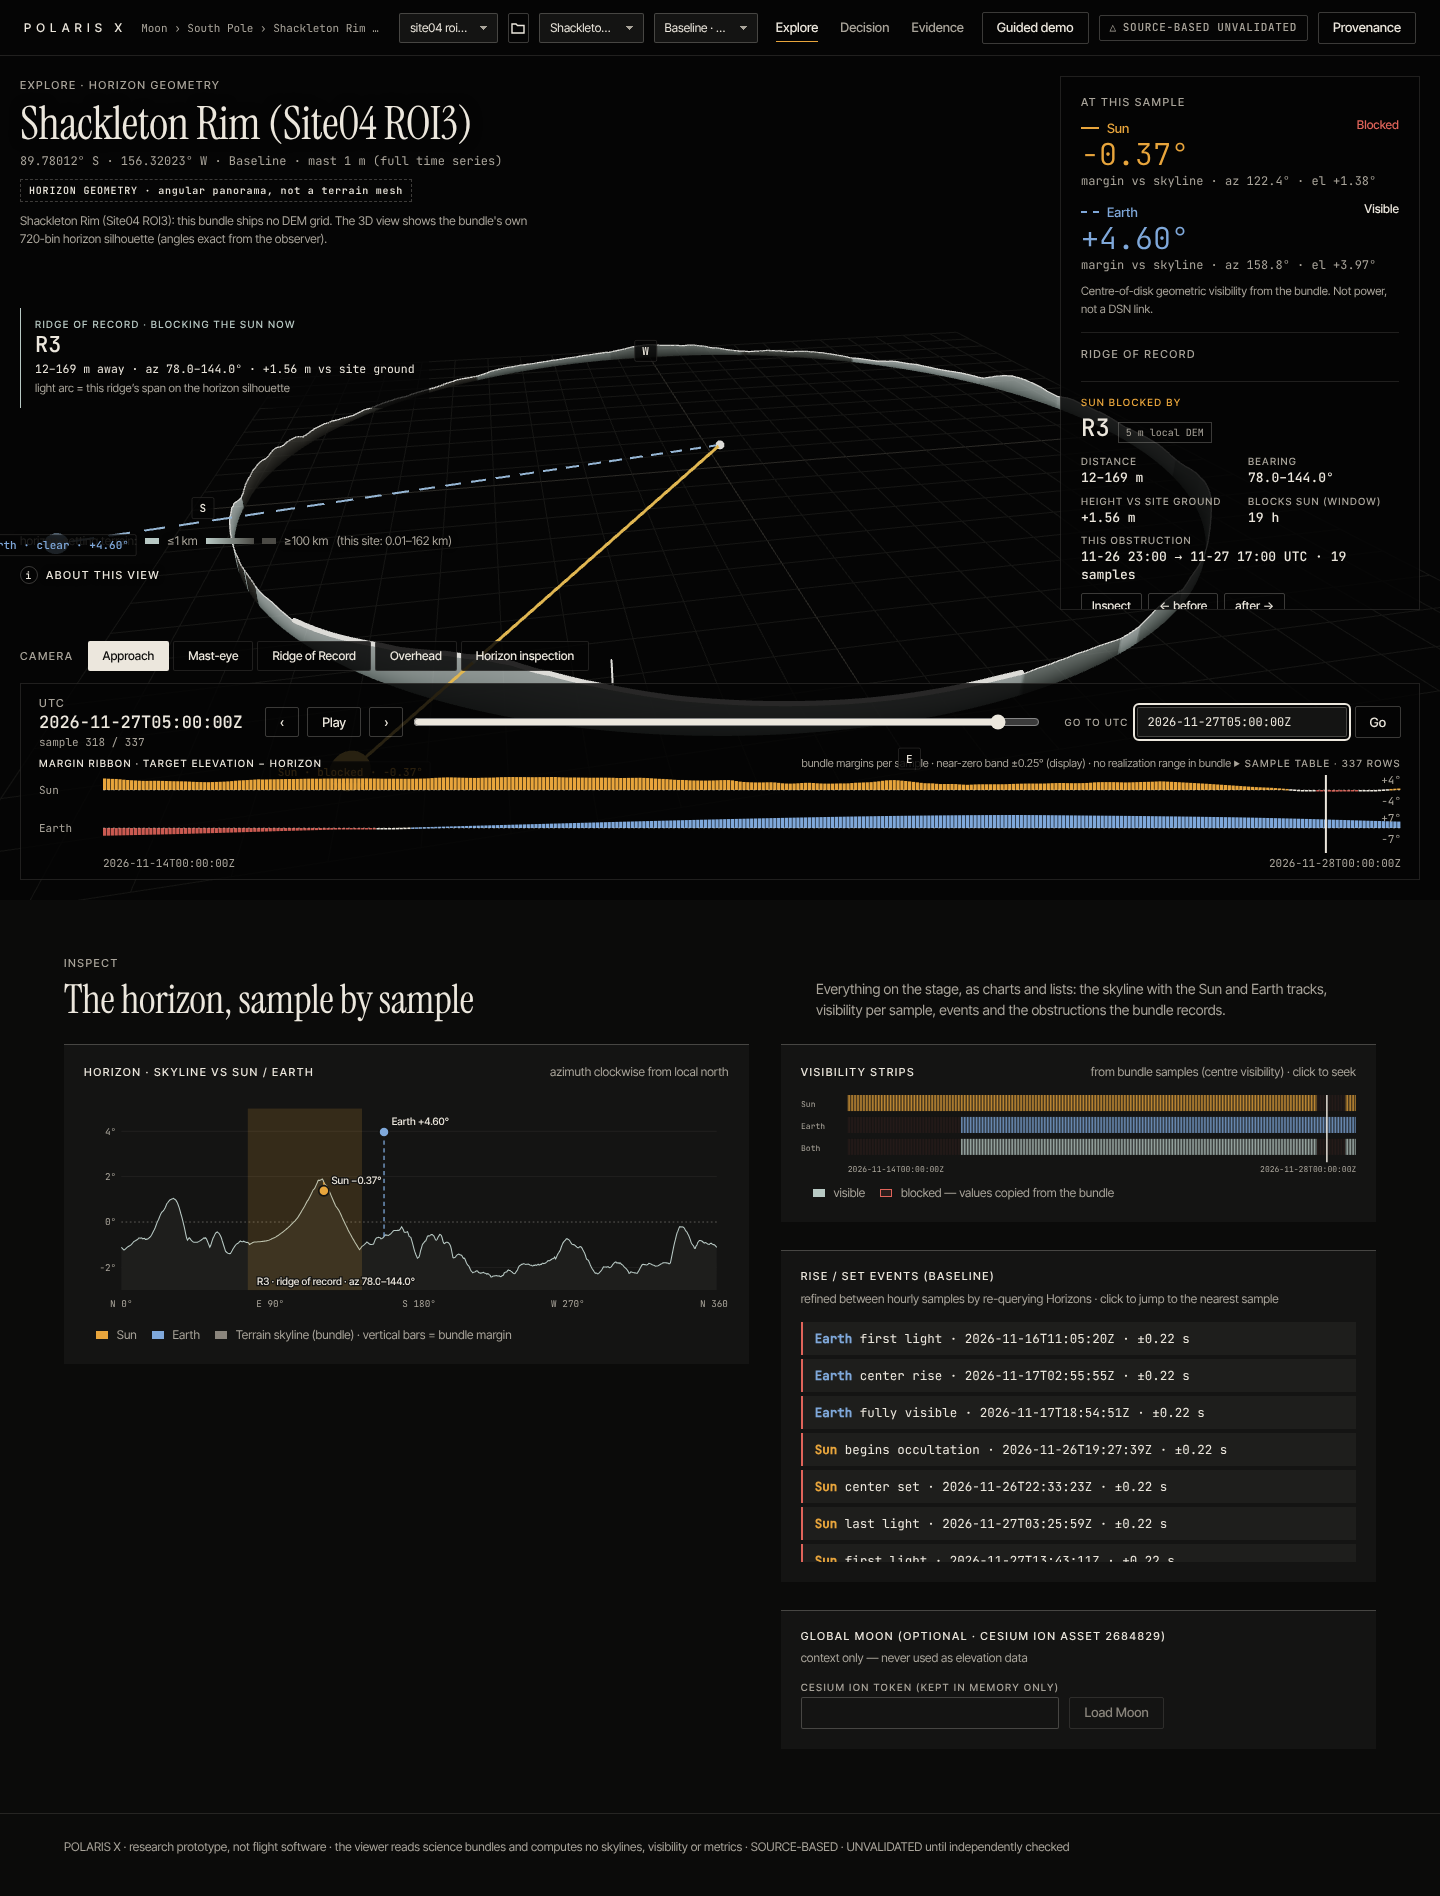 POLARIS X
Moon › South Pole › Shackleton Rim …
site04 roi…
Shackleto…
Baseline · …
Explore
Decision
Evidence
Guided demo
△ SOURCE-BASED UNVALIDATED
Provenance
EXPLORE · HORIZON GEOMETRY
Shackleton Rim (Site04 ROI3)
89.78012° S · 156.32023° W · Baseline · mast 1 m (full time series)
HORIZON GEOMETRY · angular panorama, not a terrain mesh
Shackleton Rim (Site04 ROI3): this bundle ships no DEM grid. The 3D view shows the bundle's own
720-bin horizon silhouette (angles exact from the observer).
RIDGE OF RECORD · BLOCKING THE SUN NOW
R3
12–169 m away · az 78.0–144.0° · +1.56 m vs site ground
light arc = this ridge's span on the horizon silhouette
W
S
rth · clear · +4.60°
≤1 km
≥100 km
(this site: 0.01–162 km)
i ABOUT THIS VIEW
AT THIS SAMPLE
Sun
Blocked
-0.37°
margin vs skyline · az 122.4° · el +1.38°
Earth
Visible
+4.60°
margin vs skyline · az 158.8° · el +3.97°
Centre-of-disk geometric visibility from the bundle. Not power,
not a DSN link.
RIDGE OF RECORD
SUN BLOCKED BY
R3
5 m local DEM
DISTANCE
BEARING
12–169 m
78.0–144.0°
HEIGHT VS SITE GROUND
BLOCKS SUN (WINDOW)
+1.56 m
19 h
THIS OBSTRUCTION
11-26 23:00 → 11-27 17:00 UTC · 19
samples
Inspect
← before
after →
CAMERA
Approach
Mast-eye
Ridge of Record
Overhead
Horizon inspection
UTC
2026-11-27T05:00:00Z
sample 318 / 337
‹
Play
›
GO TO UTC
2026-11-27T05:00:00Z
Go
E
MARGIN RIBBON · TARGET ELEVATION − HORIZON
Sun · blocked · -0.37°
bundle margins per sample · near-zero band ±0.25° (display) · no realization range in bundle
▸ SAMPLE TABLE · 337 ROWS
Sun
+4°
-4°
Earth
+7°
-7°
2026-11-14T00:00:00Z
2026-11-28T00:00:00Z
INSPECT
The horizon, sample by sample
Everything on the stage, as charts and lists: the skyline with the Sun and Earth tracks,
visibility per sample, events and the obstructions the bundle records.
HORIZON · SKYLINE VS SUN / EARTH
azimuth clockwise from local north
4°
2°
0°
-2°
Earth +4.60°
Sun −0.37°
R3 · ridge of record · az 78.0–144.0°
N 0°
E 90°
S 180°
W 270°
N 360
Sun
Earth
Terrain skyline (bundle) · vertical bars = bundle margin
VISIBILITY STRIPS
from bundle samples (centre visibility) · click to seek
Sun
Earth
Both
2026-11-14T00:00:00Z
2026-11-28T00:00:00Z
visible
blocked — values copied from the bundle
RISE / SET EVENTS (BASELINE)
refined between hourly samples by re-querying Horizons · click to jump to the nearest sample
Earth first light · 2026-11-16T11:05:20Z · ±0.22 s
Earth center rise · 2026-11-17T02:55:55Z · ±0.22 s
Earth fully visible · 2026-11-17T18:54:51Z · ±0.22 s
Sun begins occultation · 2026-11-26T19:27:39Z · ±0.22 s
Sun center set · 2026-11-26T22:33:23Z · ±0.22 s
Sun last light · 2026-11-27T03:25:59Z · ±0.22 s
Sun first light · 2026-11-27T13:43:11Z · ±0.22 s
GLOBAL MOON (OPTIONAL · CESIUM ION ASSET 2684829)
context only — never used as elevation data
CESIUM ION TOKEN (KEPT IN MEMORY ONLY)
Load Moon
POLARIS X · research prototype, not flight software · the viewer reads science bundles and computes no skylines, visibility or metrics · SOURCE-BASED · UNVALIDATED until independently checked